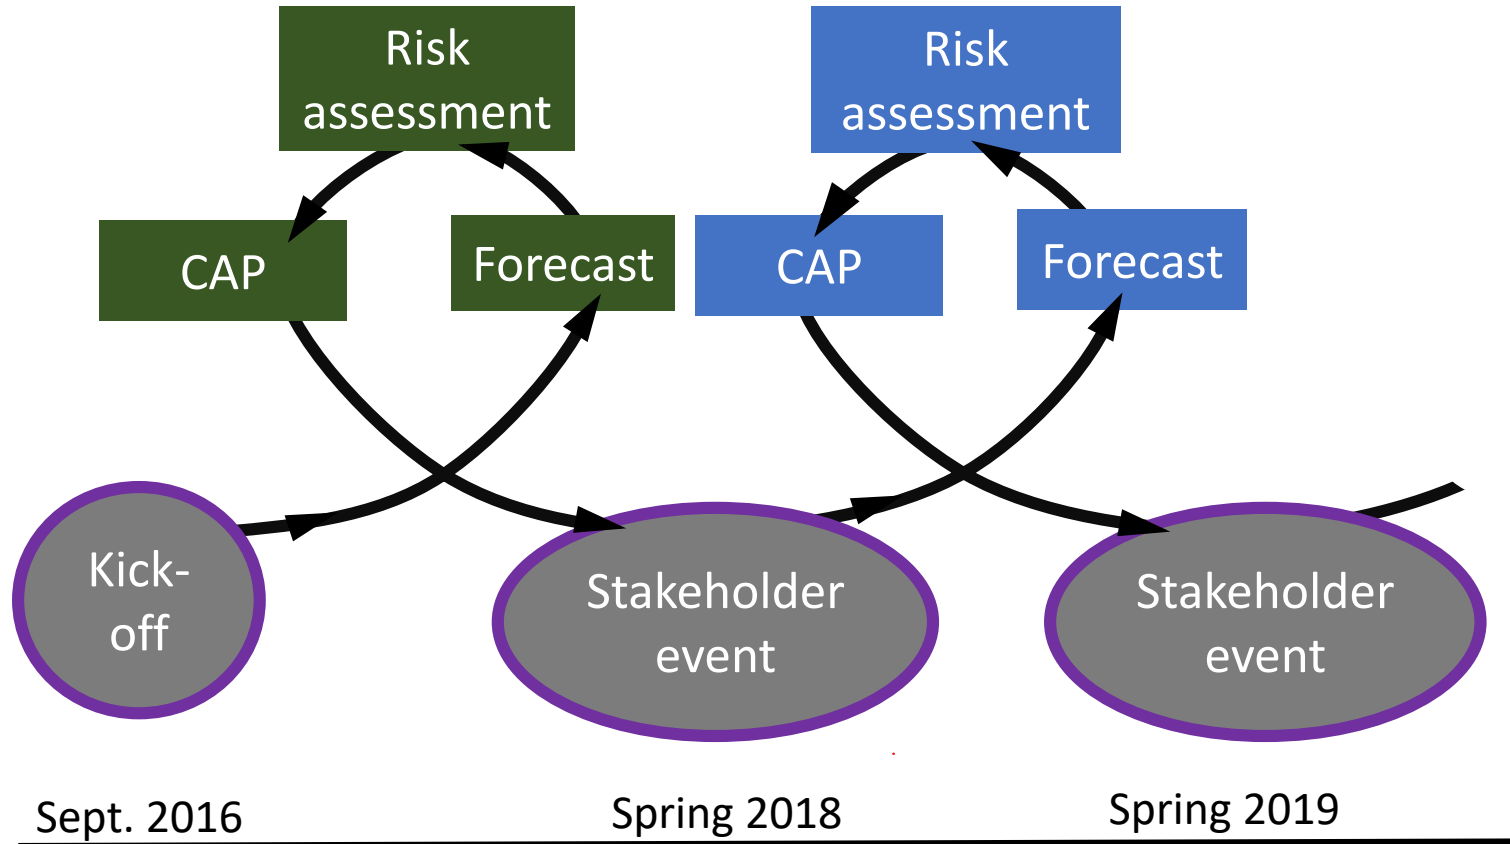 Risk
assessment
Risk
assessment
CAP
Forecast
CAP
Forecast
Kick-
off
Stakeholder
event
Stakeholder
event
Sept. 2016
Spring 2018
Spring 2019